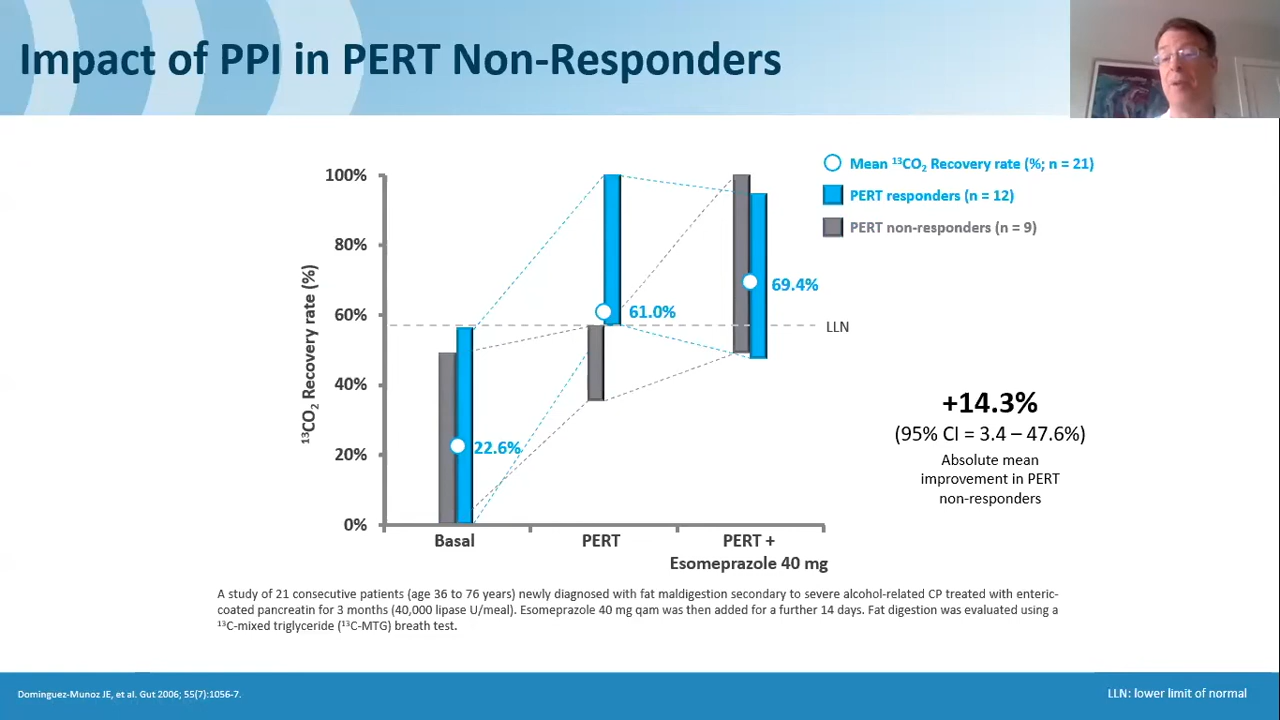 Impact of PPI in PERT Non-Responders
Mean ¹³CO₂ Recovery rate (%; n = 21)
PERT responders (n = 12)
PERT non-responders (n = 9)
¹³CO₂ Recovery rate (%)
100%
80%
60%
40%
20%
0%
22.6%
61.0%
69.4%
LLN
Basal
PERT
PERT +
Esomeprazole 40 mg
+14.3%
(95% CI = 3.4 – 47.6%)
Absolute mean
improvement in PERT
non-responders
A study of 21 consecutive patients (age 36 to 76 years) newly diagnosed with fat maldigestion secondary to severe alcohol-related CP treated with enteric-
coated pancreatin for 3 months (40,000 lipase U/meal). Esomeprazole 40 mg qam was then added for a further 14 days. Fat digestion was evaluated using a
¹³C-mixed triglyceride (¹³C-MTG) breath test.
Dominguez-Munoz JE, et al. Gut 2006; 55(7):1056-7.
LLN: lower limit of normal